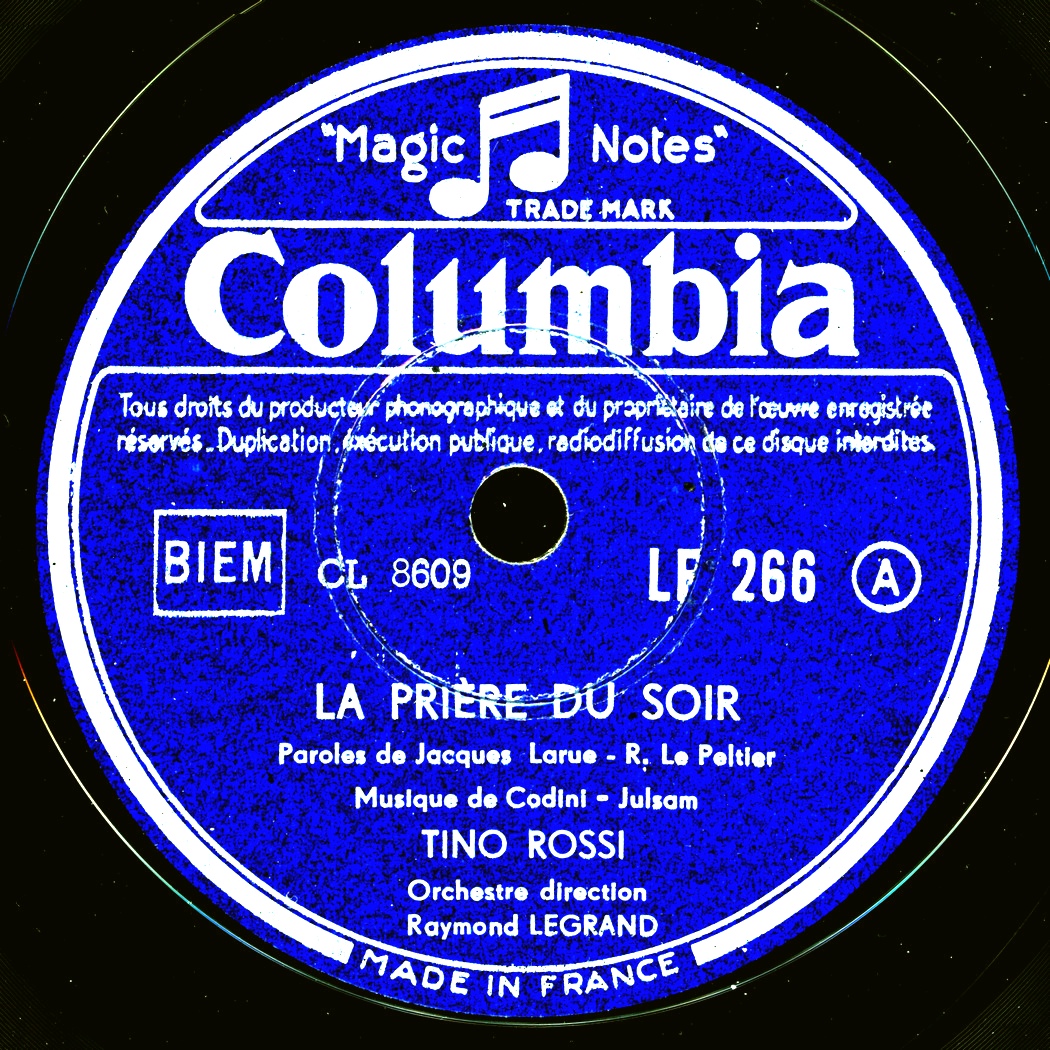 "Magic Notes"
TRADE MARK
Columbia
Tous droits du producteur phonographique et du propriétaire de l'œuvre enregistrée
réservés. Duplication, exécution publique, radiodiffusion de ce disque interdites.
BIEM CL 8609 LF 266 A
LA PRIÈRE DU SOIR
Paroles de Jacques Larue - R. Le Peltier
Musique de Codini - Julsam
TINO ROSSI
Orchestre direction
Raymond LEGRAND
MADE IN FRANCE